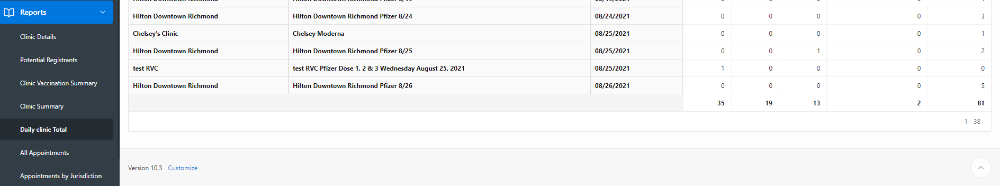 Reports
Clinic Details
Potential Registrants
Clinic Vaccination Summary
Clinic Summary
Daily clinic Total
All Appointments
Appointments by Jurisdiction
Hilton Downtown Richmond Hilton Downtown Richmond Pfizer 8/24 08/24/2021 0 0 0 0 3
Chelsey's Clinic Chelsey Moderna 08/25/2021 0 0 0 0 1
Hilton Downtown Richmond Hilton Downtown Richmond Pfizer 8/25 08/25/2021 0 0 1 0 2
test RVC test RVC Pfizer Dose 1, 2 & 3 Wednesday August 25, 2021 08/25/2021 1 0 0 0 0
Hilton Downtown Richmond Hilton Downtown Richmond Pfizer 8/26 08/26/2021 0 0 0 0 5
35 19 13 2 81
1 - 38
Version 10.3 Customize